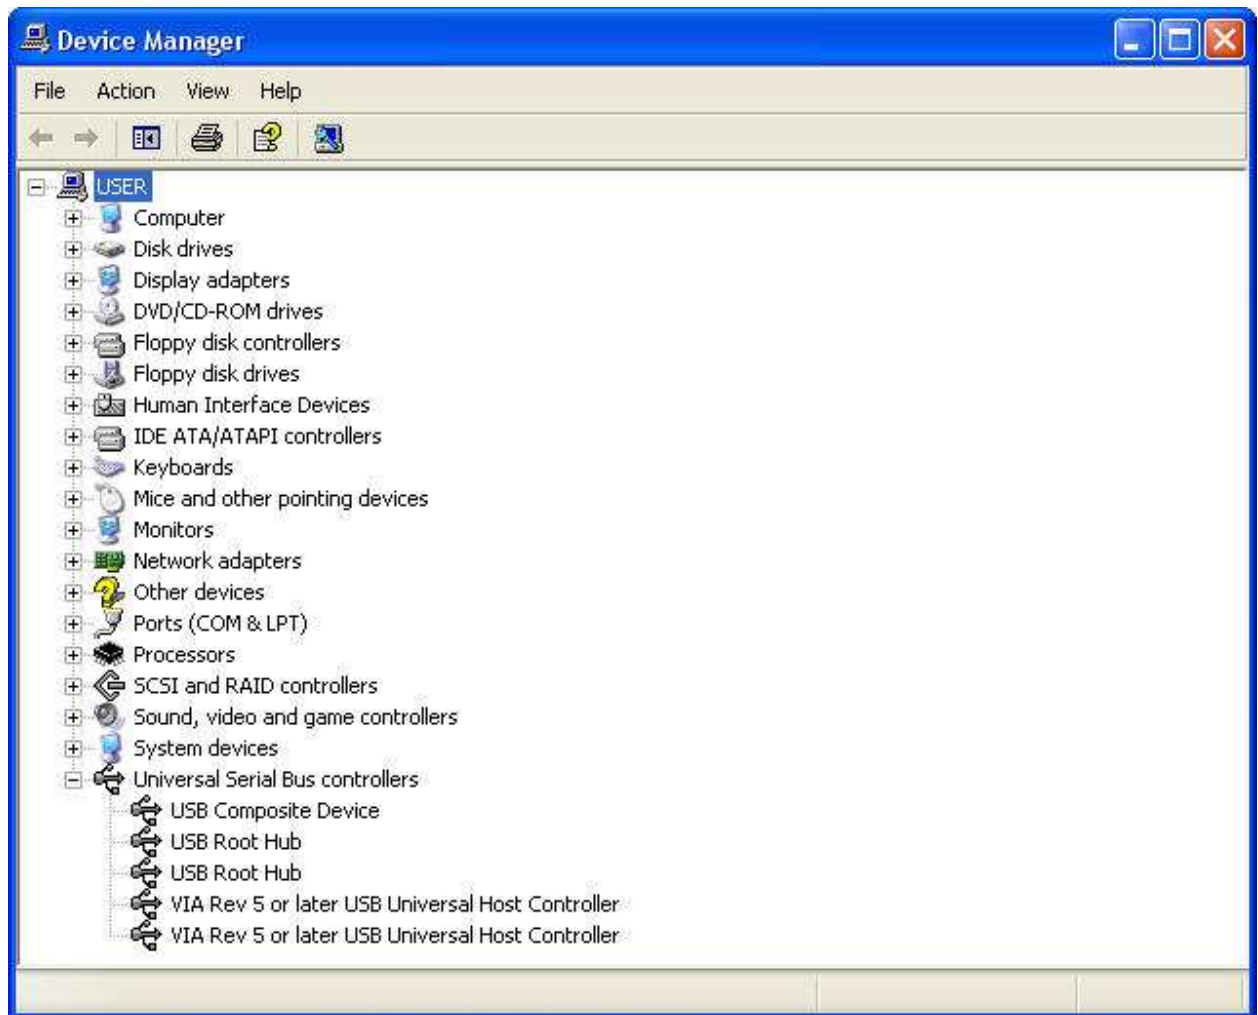 Device Manager
File Action View Help
USER
Computer
Disk drives
Display adapters
DVD/CD-ROM drives
Floppy disk controllers
Floppy disk drives
Human Interface Devices
IDE ATA/ATAPI controllers
Keyboards
Mice and other pointing devices
Monitors
Network adapters
Other devices
Ports (COM & LPT)
Processors
SCSI and RAID controllers
Sound, video and game controllers
System devices
Universal Serial Bus controllers
USB Composite Device
USB Root Hub
USB Root Hub
VIA Rev 5 or later USB Universal Host Controller
VIA Rev 5 or later USB Universal Host Controller